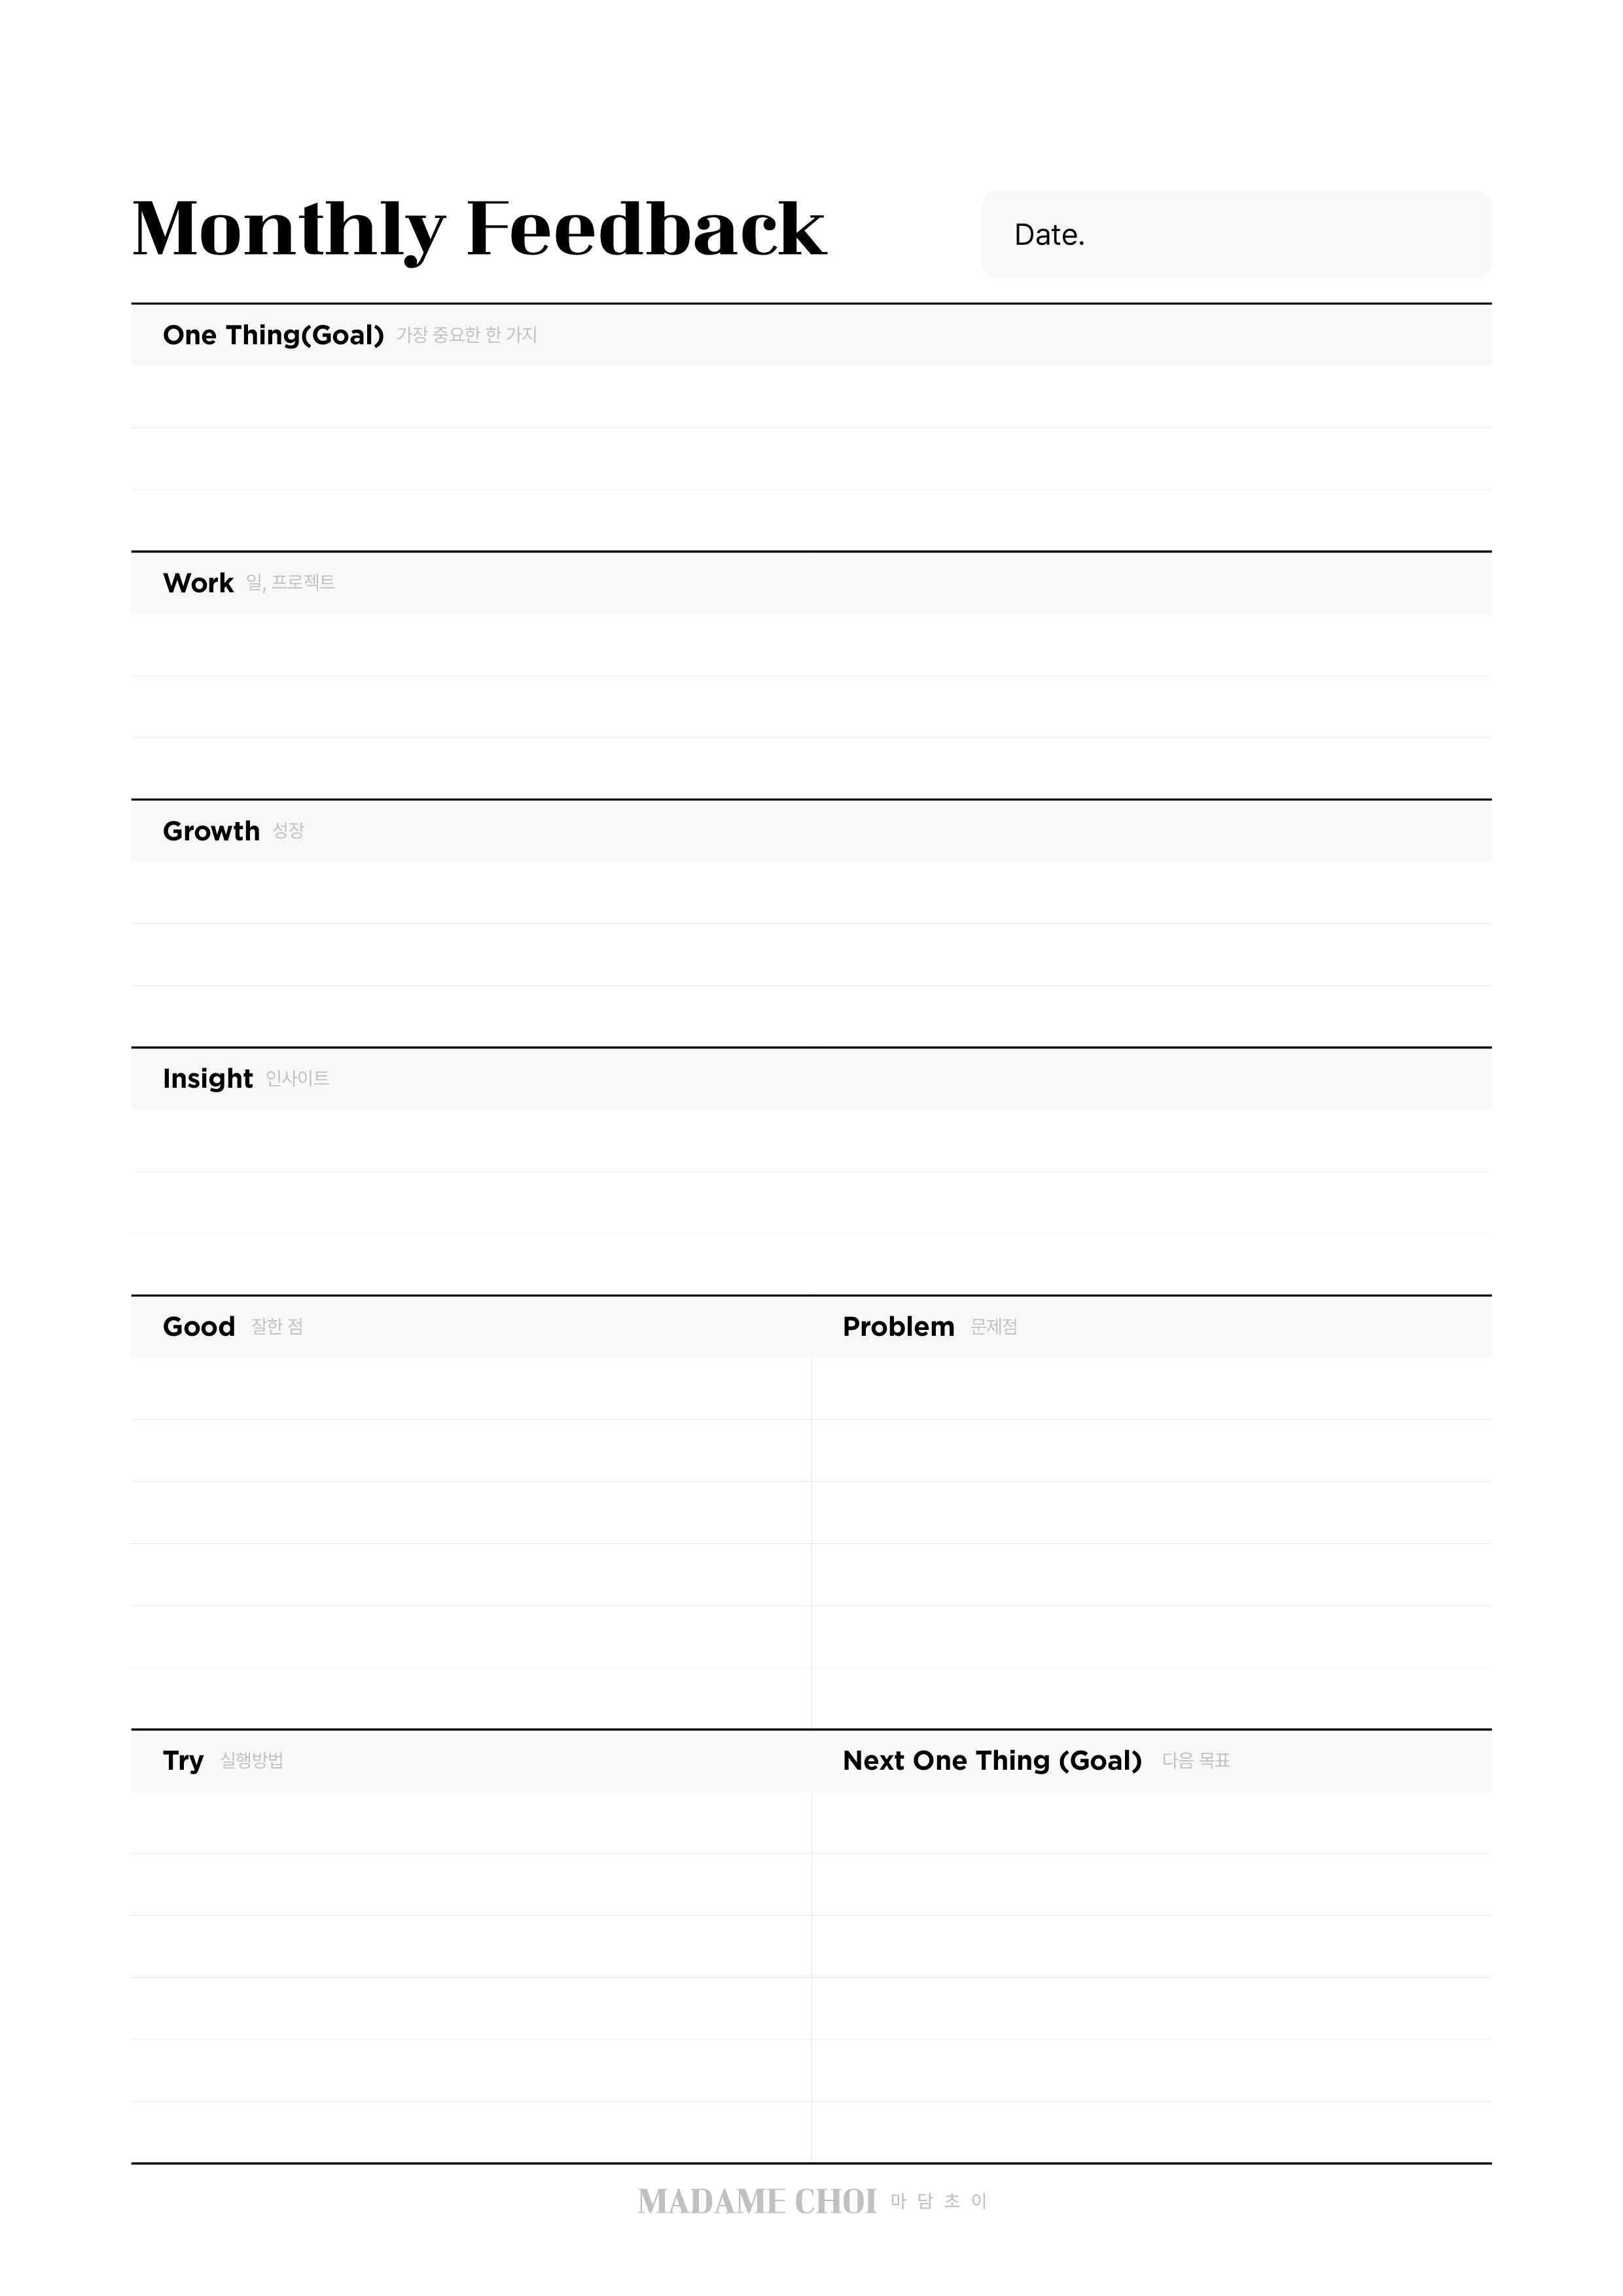 Monthly Feedback
Date.
One Thing(Goal) 가장 중요한 한 가지
Work 일, 프로젝트
Growth 성장
Insight 인사이트
Good 잘한 점
Problem 문제점
Try 실행방법
Next One Thing (Goal) 다음 목표
MADAME CHOI 마 담 초 이